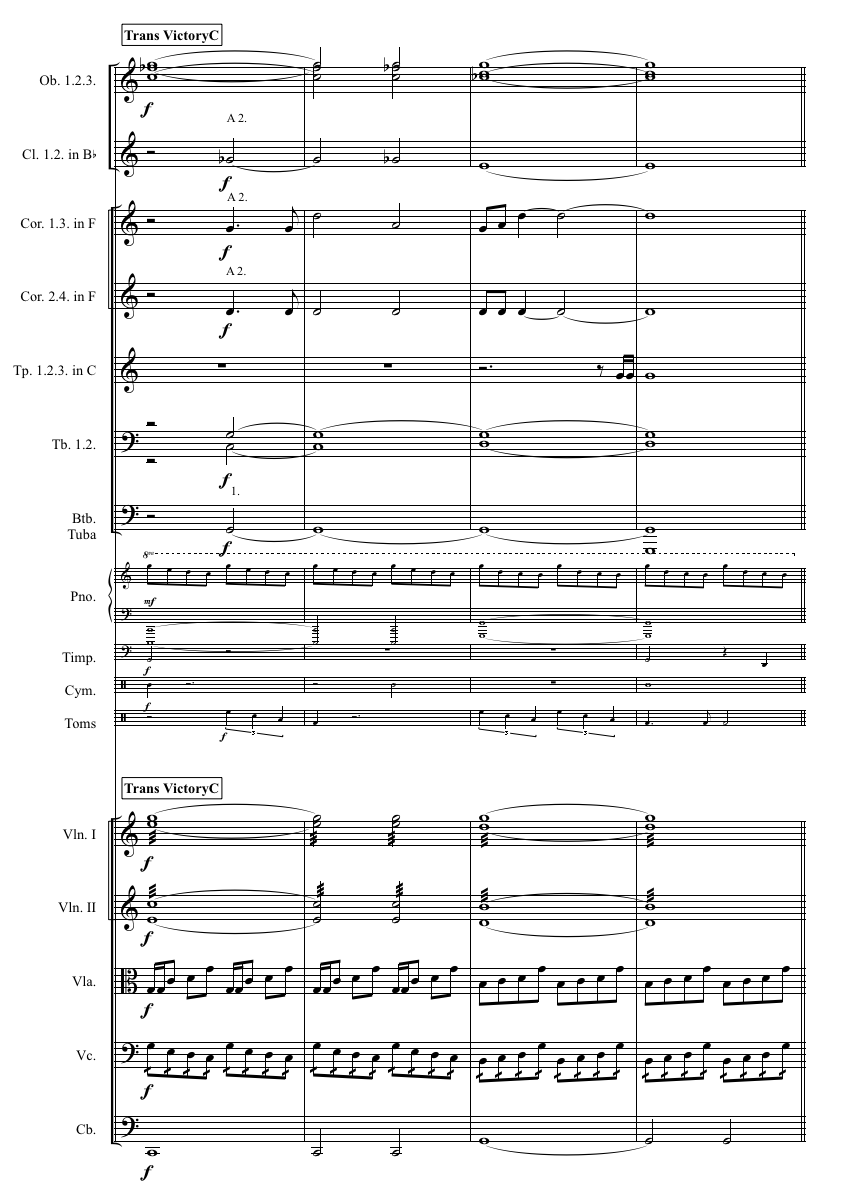 Trans VictoryC
Ob. 1.2.3.
f
A 2.
Cl. 1.2. in B♭
f
A 2.
Cor. 1.3. in F
f
A 2.
Cor. 2.4. in F
f
Tp. 1.2.3. in C
Tb. 1.2.
f
1.
Btb.
Tuba
f
8va
Pno.
mf
Timp.
f
Cym.
f
Toms
f
3
3
3
Trans VictoryC
Vln. I
f
Vln. II
f
Vla.
f
Vc.
f
Cb.
f